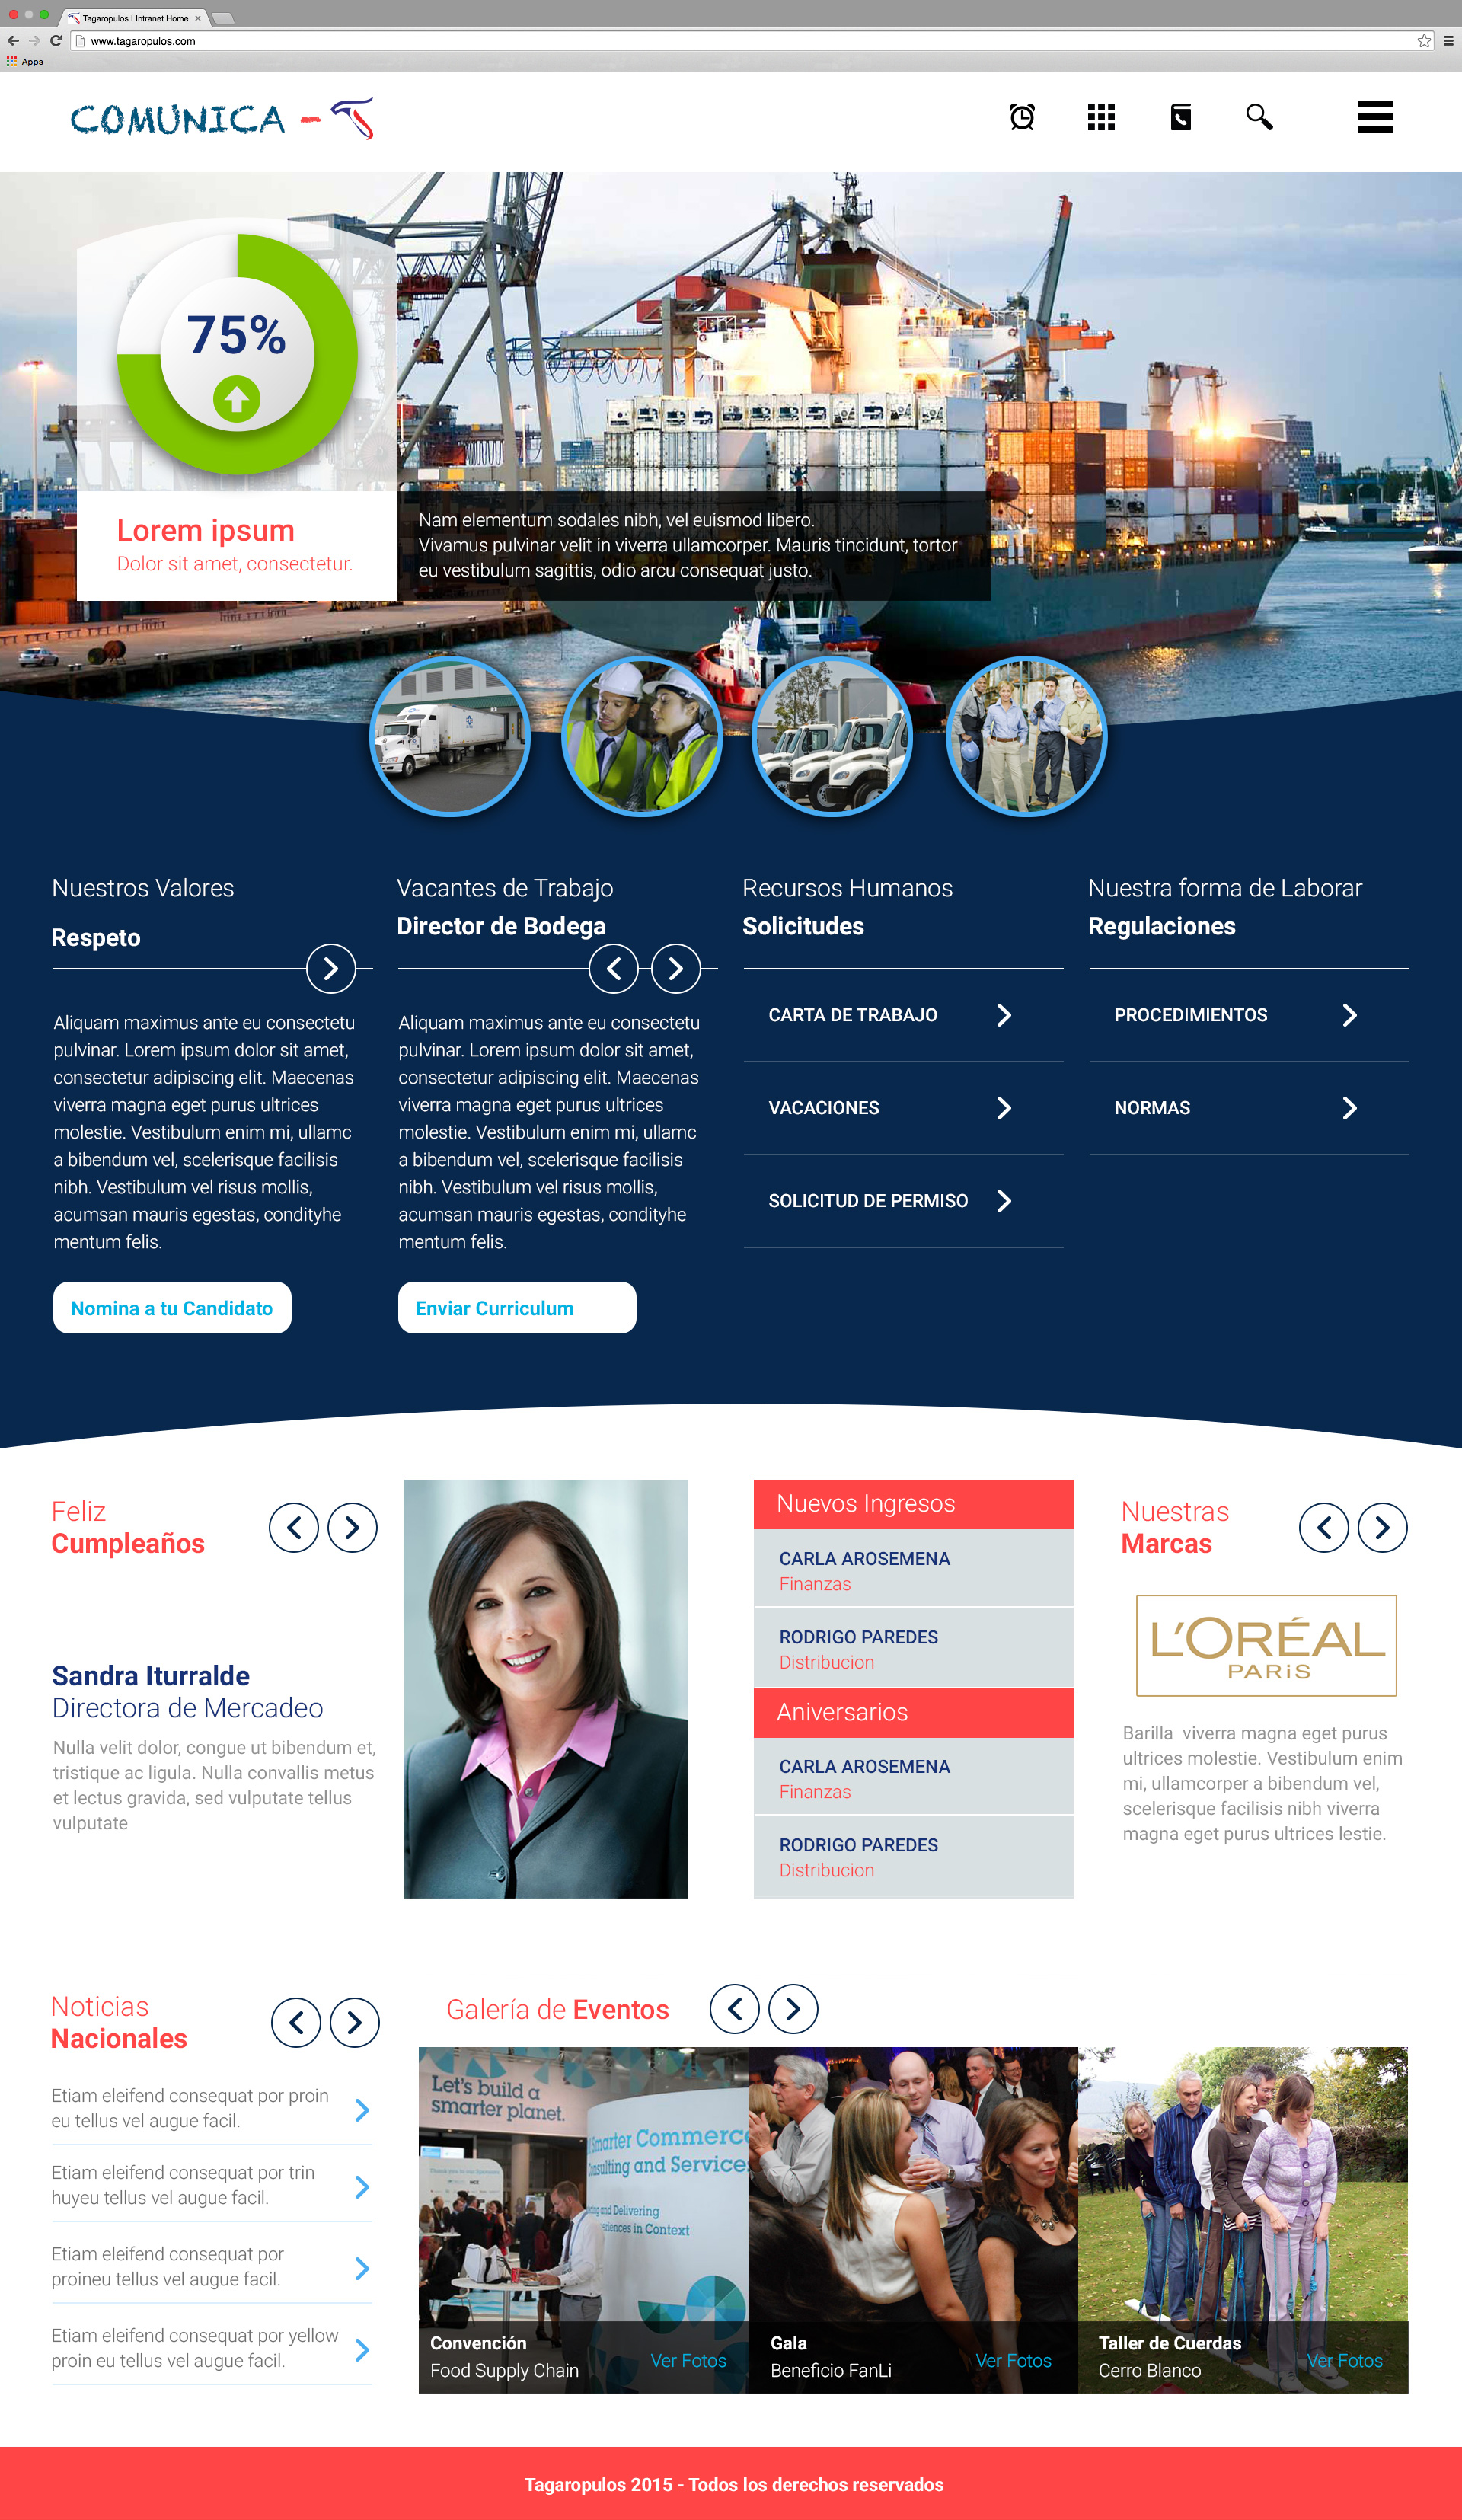 Tagaropulos I Intranet Home
www.tagaropulos.com
Apps
COMUNICA -
75%
Lorem ipsum
Dolor sit amet, consectetur.
Nam elementum sodales nibh, vel euismod libero.
Vivamus pulvinar velit in viverra ullamcorper. Mauris tincidunt, tortor
eu vestibulum sagittis, odio arcu consequat justo.
Nuestros Valores
Respeto
Aliquam maximus ante eu consectetu
pulvinar. Lorem ipsum dolor sit amet,
consectetur adipiscing elit. Maecenas
viverra magna eget purus ultrices
molestie. Vestibulum enim mi, ullamc
a bibendum vel, scelerisque facilisis
nibh. Vestibulum vel risus mollis,
acumsan mauris egestas, condityhe
mentum felis.
Nomina a tu Candidato
Vacantes de Trabajo
Director de Bodega
Aliquam maximus ante eu consectetu
pulvinar. Lorem ipsum dolor sit amet,
consectetur adipiscing elit. Maecenas
viverra magna eget purus ultrices
molestie. Vestibulum enim mi, ullamc
a bibendum vel, scelerisque facilisis
nibh. Vestibulum vel risus mollis,
acumsan mauris egestas, condityhe
mentum felis.
Enviar Curriculum
Recursos Humanos
Solicitudes
CARTA DE TRABAJO
VACACIONES
SOLICITUD DE PERMISO
Nuestra forma de Laborar
Regulaciones
PROCEDIMIENTOS
NORMAS
Feliz
Cumpleaños
Sandra Iturralde
Directora de Mercadeo
Nulla velit dolor, congue ut bibendum et,
tristique ac ligula. Nulla convallis metus
et lectus gravida, sed vulputate tellus
vulputate
Nuevos Ingresos
CARLA AROSEMENA
Finanzas
RODRIGO PAREDES
Distribucion
Aniversarios
CARLA AROSEMENA
Finanzas
RODRIGO PAREDES
Distribucion
Nuestras
Marcas
L'ORÉAL
PARiS
Barilla  viverra magna eget purus
ultrices molestie. Vestibulum enim
mi, ullamcorper a bibendum vel,
scelerisque facilisis nibh viverra
magna eget purus ultrices lestie.
Noticias
Nacionales
Etiam eleifend consequat por proin
eu tellus vel augue facil.
Etiam eleifend consequat por trin
huyeu tellus vel augue facil.
Etiam eleifend consequat por
proineu tellus vel augue facil.
Etiam eleifend consequat por yellow
proin eu tellus vel augue facil.
Galería de Eventos
Let's build a
smarter planet.
Smarter Commerc
nsulting and Service
and Delivering
iences in Context
Convención
Food Supply Chain
Ver Fotos
Gala
Beneficio FanLi
Ver Fotos
Taller de Cuerdas
Cerro Blanco
Ver Fotos
Tagaropulos 2015 - Todos los derechos reservados